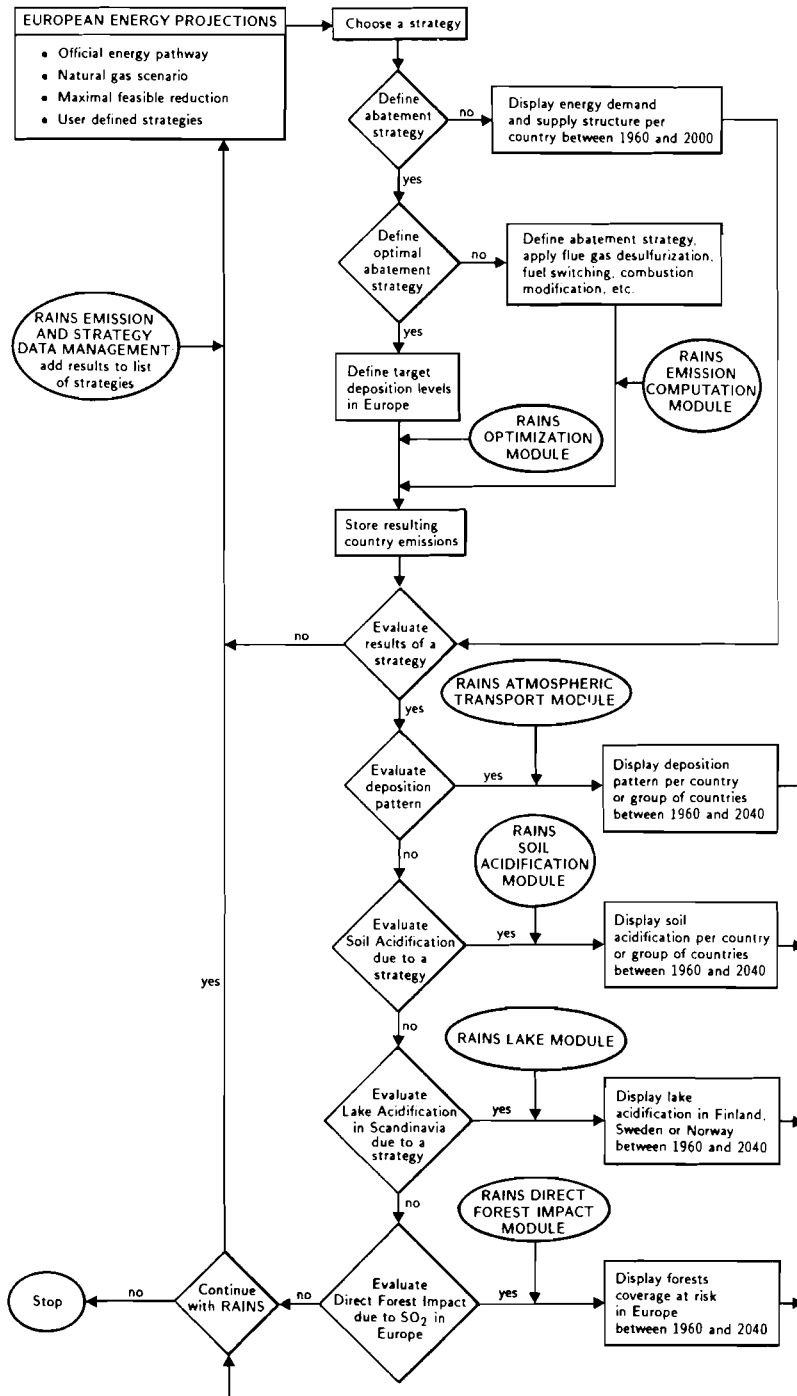 EUROPEAN ENERGY PROJECTIONS
• Official energy pathway
• Natural gas scenario
• Maximal feasible reduction
• User defined strategies
Choose a strategy
Define
abatement
strategy
no
Display energy demand
and supply structure per
country between 1960 and 2000
yes
Define
optimal
abatement
strategy
no
Define abatement strategy,
apply flue gas desulfurization,
fuel switching, combustion
modification, etc.
yes
RAINS EMISSION
AND STRATEGY
DATA MANAGEMENT
add results to list
of strategies
Define target
deposition levels
in Europe
RAINS
EMISSION
COMPUTATION
MODULE
RAINS
OPTIMIZATION
MODULE
Store resulting
country emissions
Evaluate
results of a
strategy
no
yes
RAINS ATMOSPHERIC
TRANSPORT MODULE
Evaluate
deposition
pattern
yes
Display deposition
pattern per country
or group of countries
between 1960 and 2040
no
RAINS
SOIL
ACIDIFICATION
MODULE
Evaluate
Soil Acidification
due to a
strategy
yes
Display soil
acidification per country
or group of countries
between 1960 and 2040
yes
no
RAINS LAKE MODULE
Evaluate
Lake Acidification
in Scandinavia
due to a
strategy
yes
Display lake
acidification in Finland,
Sweden or Norway
between 1960 and 2040
no
RAINS DIRECT
FOREST IMPACT
MODULE
Evaluate
Direct Forest Impact
due to SO2 in
Europe
yes
Display forests
coverage at risk
in Europe
between 1960 and 2040
no
Continue
with RAINS
no
Stop